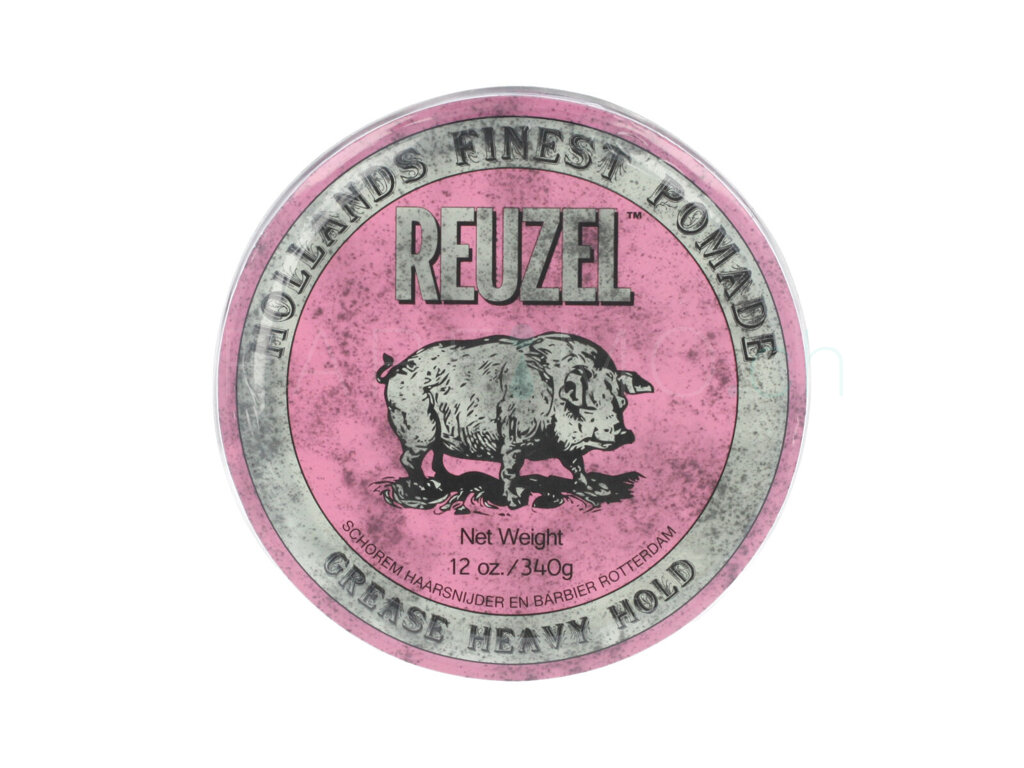 HOLLANDS FINEST POMADE
REUZEL™
Net Weight
12 oz./340g
SCHOREM HAARSNIJDER EN BARBIER ROTTERDAM
GREASE HEAVY HOLD